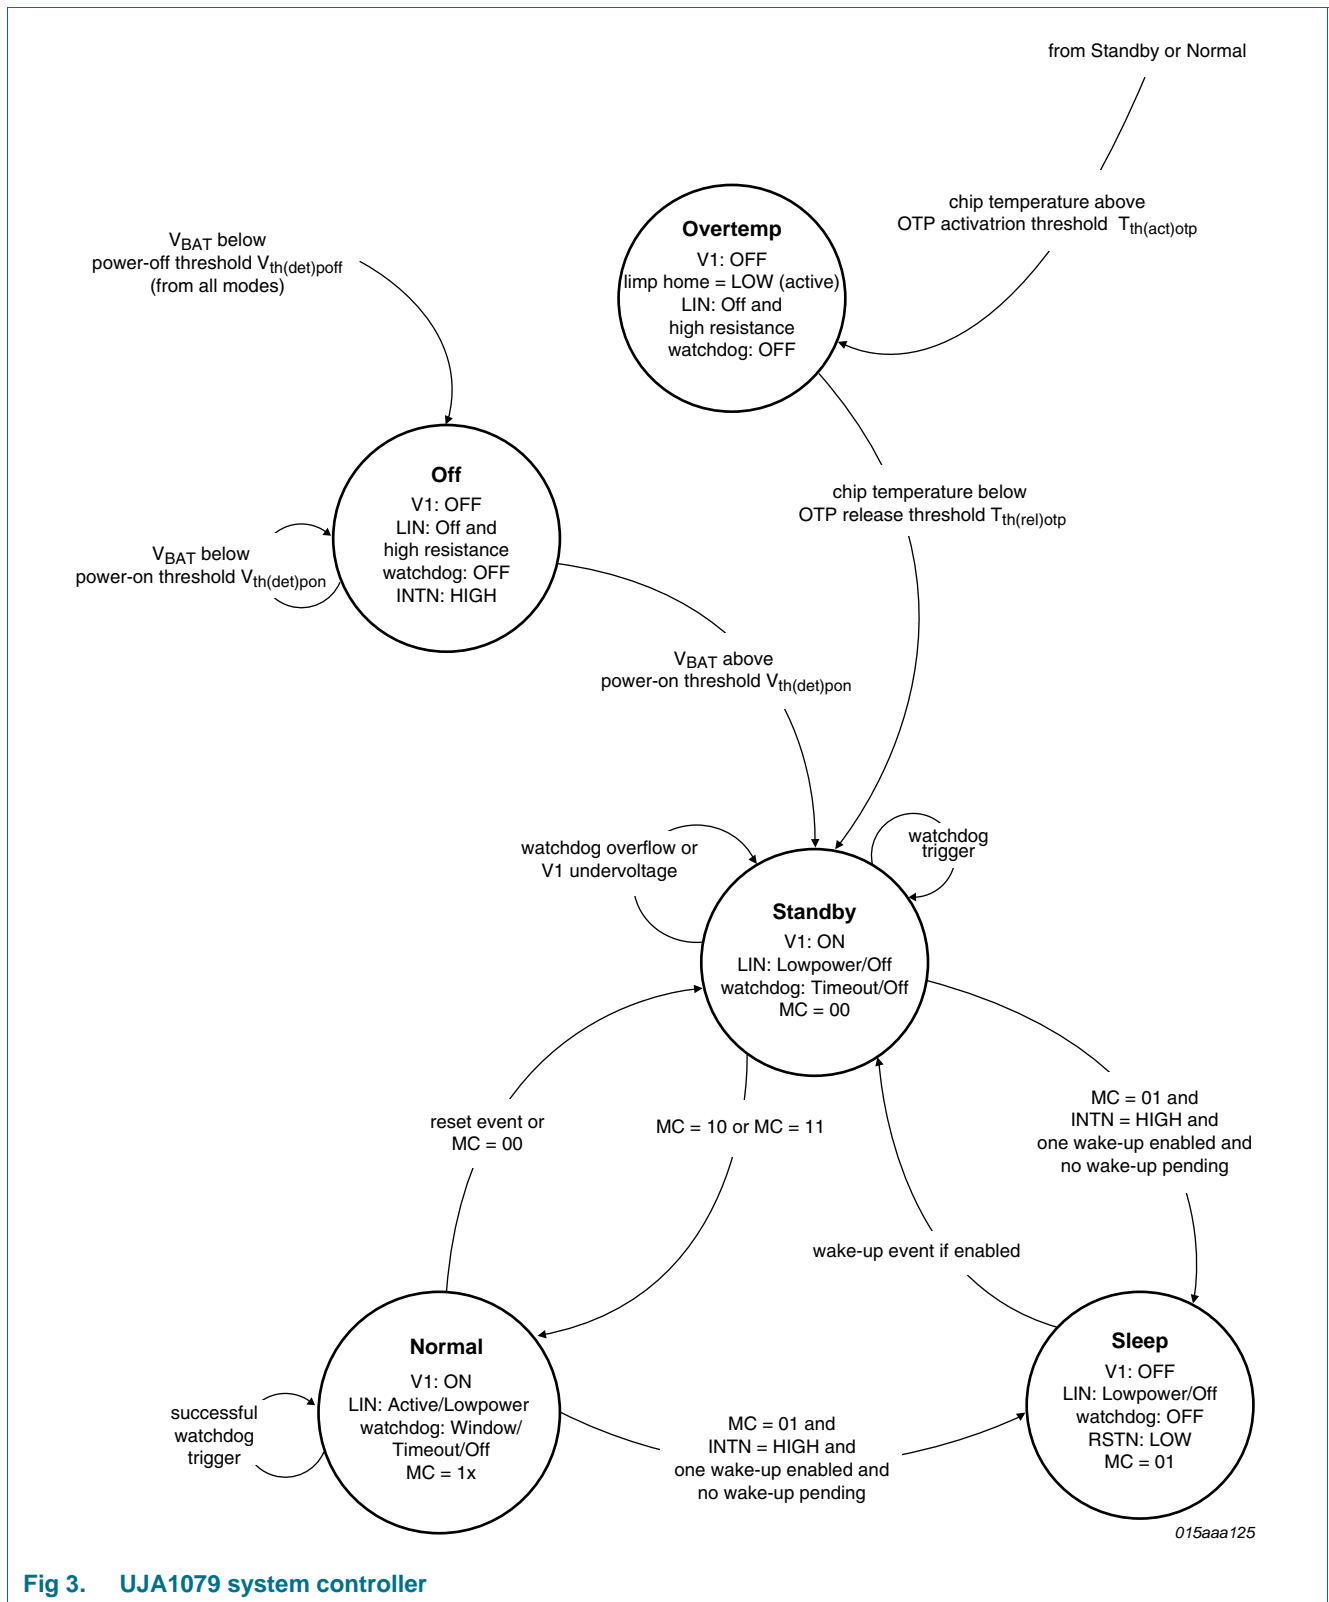 from Standby or Normal
chip temperature above
OTP activatrion threshold Tth(act)otp
Overtemp
V1: OFF
limp home = LOW (active)
LIN: Off and
high resistance
watchdog: OFF
VBAT below
power-off threshold Vth(det)poff
(from all modes)
Off
V1: OFF
LIN: Off and
high resistance
watchdog: OFF
INTN: HIGH
VBAT below
power-on threshold Vth(det)pon
chip temperature below
OTP release threshold Tth(rel)otp
VBAT above
power-on threshold Vth(det)pon
watchdog overflow or
V1 undervoltage
watchdog
trigger
Standby
V1: ON
LIN: Lowpower/Off
watchdog: Timeout/Off
MC = 00
reset event or
MC = 00
MC = 10 or MC = 11
MC = 01 and
INTN = HIGH and
one wake-up enabled and
no wake-up pending
wake-up event if enabled
Normal
V1: ON
LIN: Active/Lowpower
watchdog: Window/
Timeout/Off
MC = 1x
successful
watchdog
trigger
MC = 01 and
INTN = HIGH and
one wake-up enabled and
no wake-up pending
Sleep
V1: OFF
LIN: Lowpower/Off
watchdog: OFF
RSTN: LOW
MC = 01
015aaa125
Fig 3. UJA1079 system controller